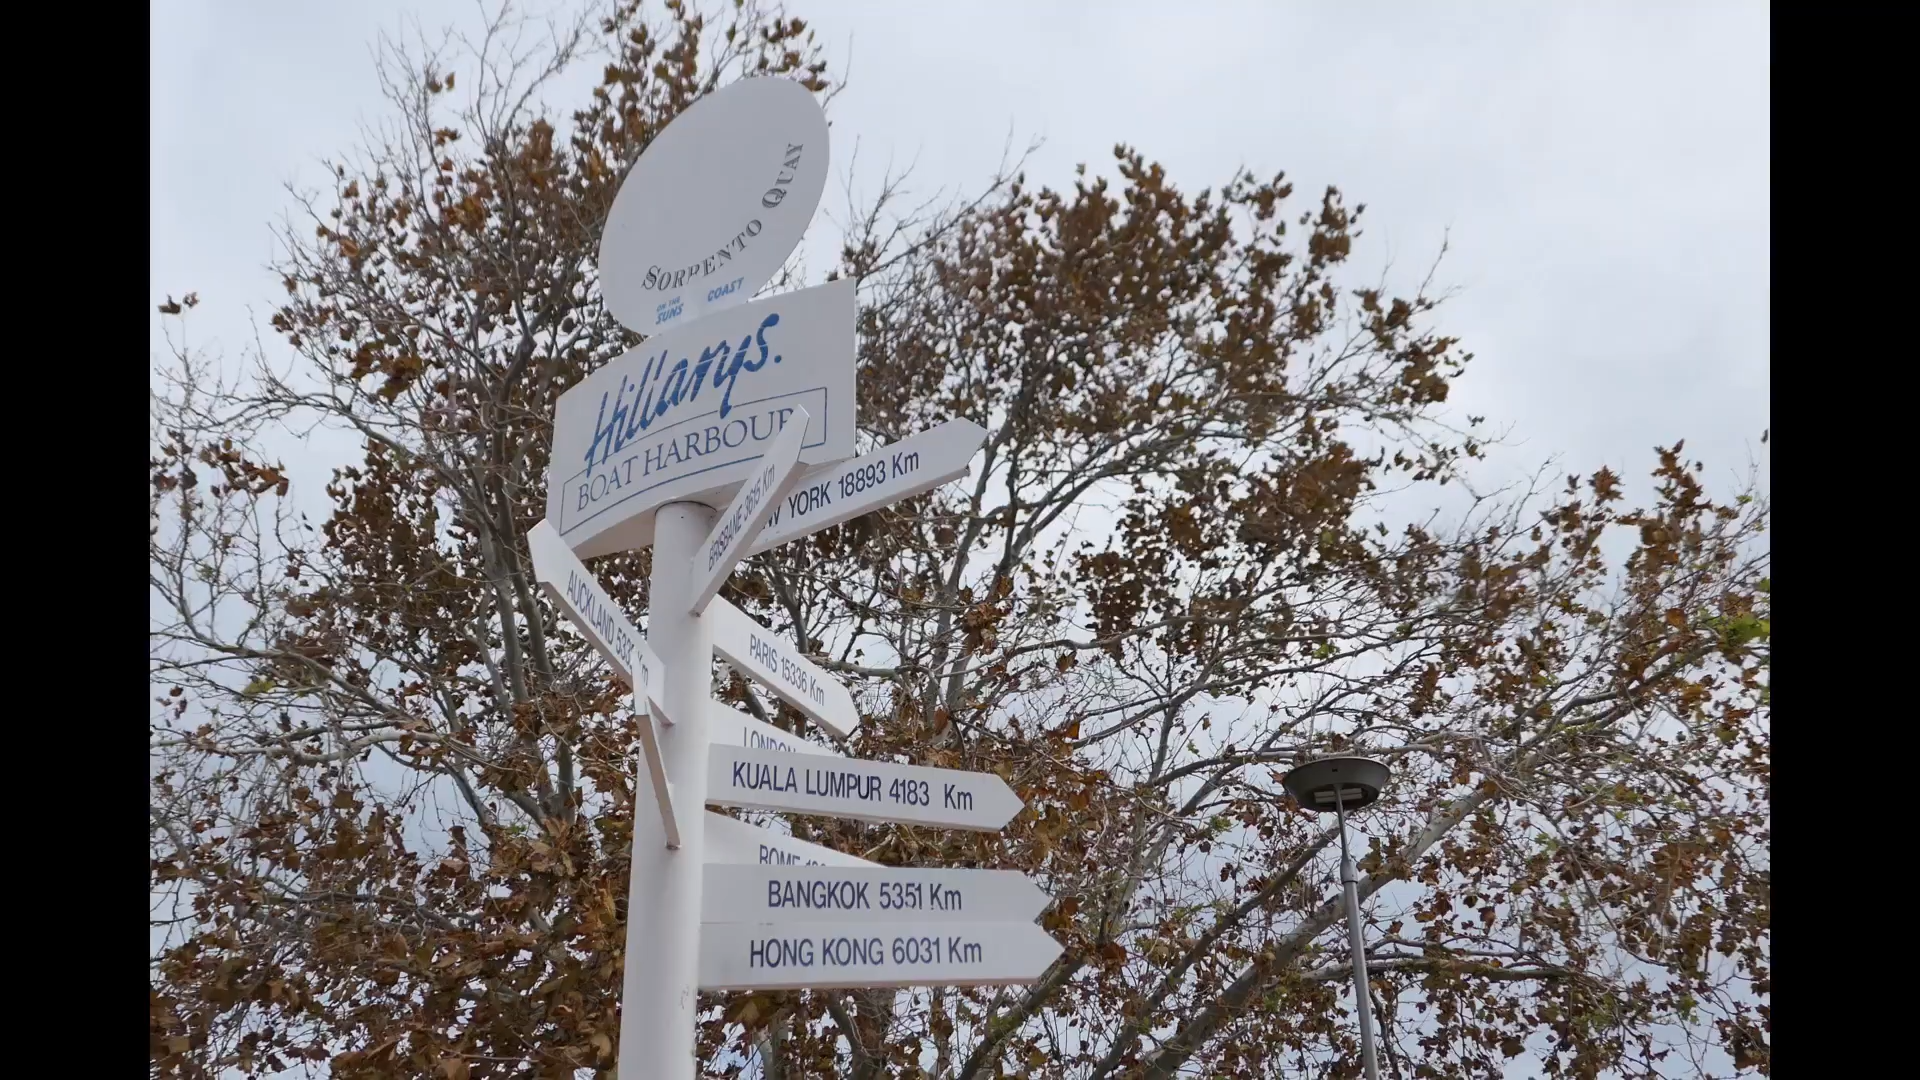 SORRENTO QUAY
ON THE
SUNS COAST
Hillarys.
BOAT HARBOUR
YORK 18893 Km
BRISBANE 3615 Km
AUCKLAND Km
PARIS 15336 Km
LONDON
KUALA LUMPUR 4183 Km
ROME
BANGKOK 5351 Km
HONG KONG 6031 Km